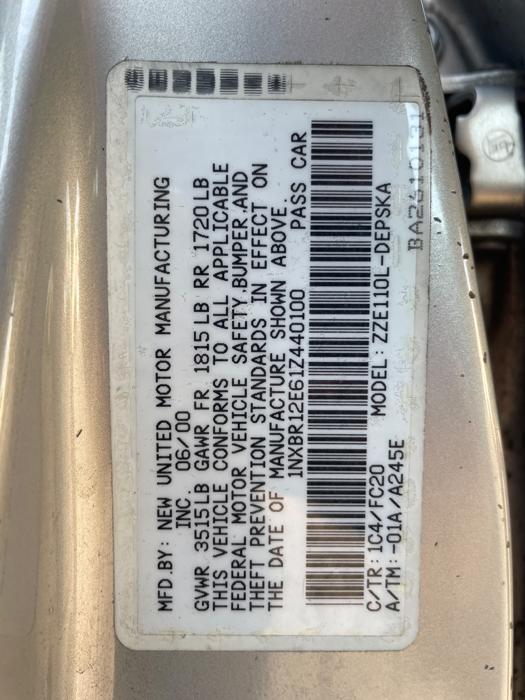 MFD.BY: NEW UNITED MOTOR MANUFACTURING
INC. 06/00
GVWR 3515LB GAWR FR 1815LB RR 1720LB
THIS VEHICLE CONFORMS TO ALL APPLICABLE
FEDERAL MOTOR VEHICLE SAFETY,BUMPER,AND
THEFT PREVENTION STANDARDS IN EFFECT ON
THE DATE OF MANUFACTURE SHOWN ABOVE.
1NXBR12E61Z440100 PASS CAR
C/TR:1C4/FC20 MODEL:ZZE110L-DEPSKA
A/TM:-01A/A245E